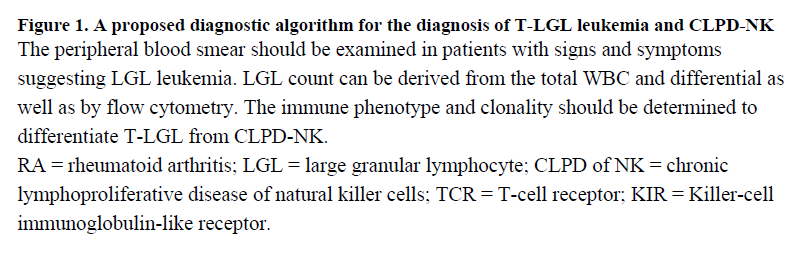 Figure 1. A proposed diagnostic algorithm for the diagnosis of T-LGL leukemia and CLPD-NK
The peripheral blood smear should be examined in patients with signs and symptoms
suggesting LGL leukemia. LGL count can be derived from the total WBC and differential as
well as by flow cytometry. The immune phenotype and clonality should be determined to
differentiate T-LGL from CLPD-NK.
RA = rheumatoid arthritis; LGL = large granular lymphocyte; CLPD of NK = chronic
lymphoproliferative disease of natural killer cells; TCR = T-cell receptor; KIR = Killer-cell
immunoglobulin-like receptor.